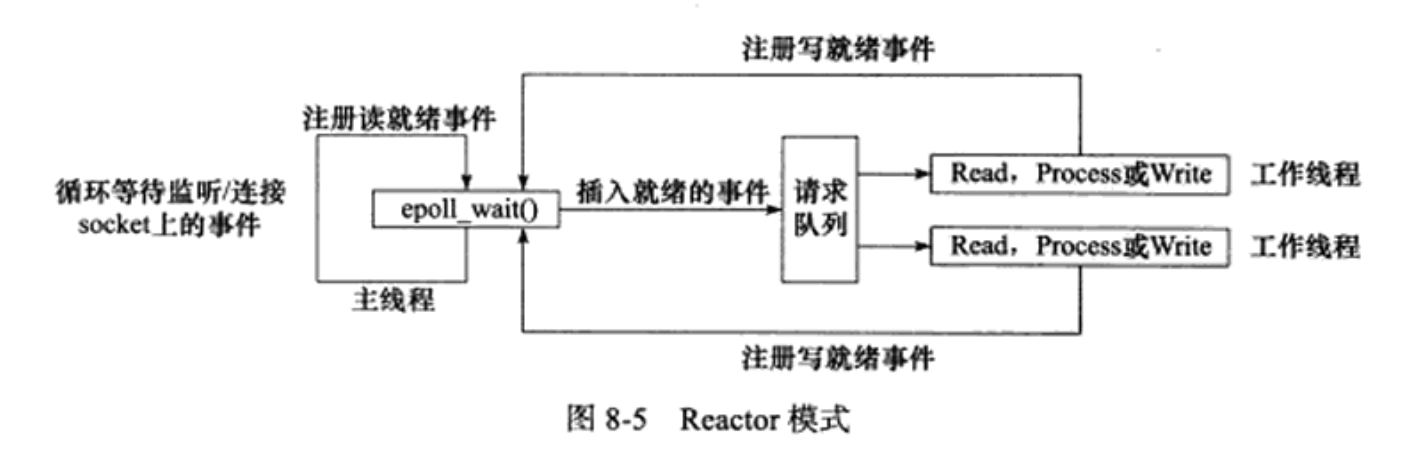 注册写就绪事件
注册读就绪事件
循环等待监听/连接
socket上的事件
epoll_wait()
插入就绪的事件
请求
队列
Read，Process或Write
工作线程
Read，Process或Write
工作线程
主线程
注册写就绪事件
图 8-5 Reactor 模式